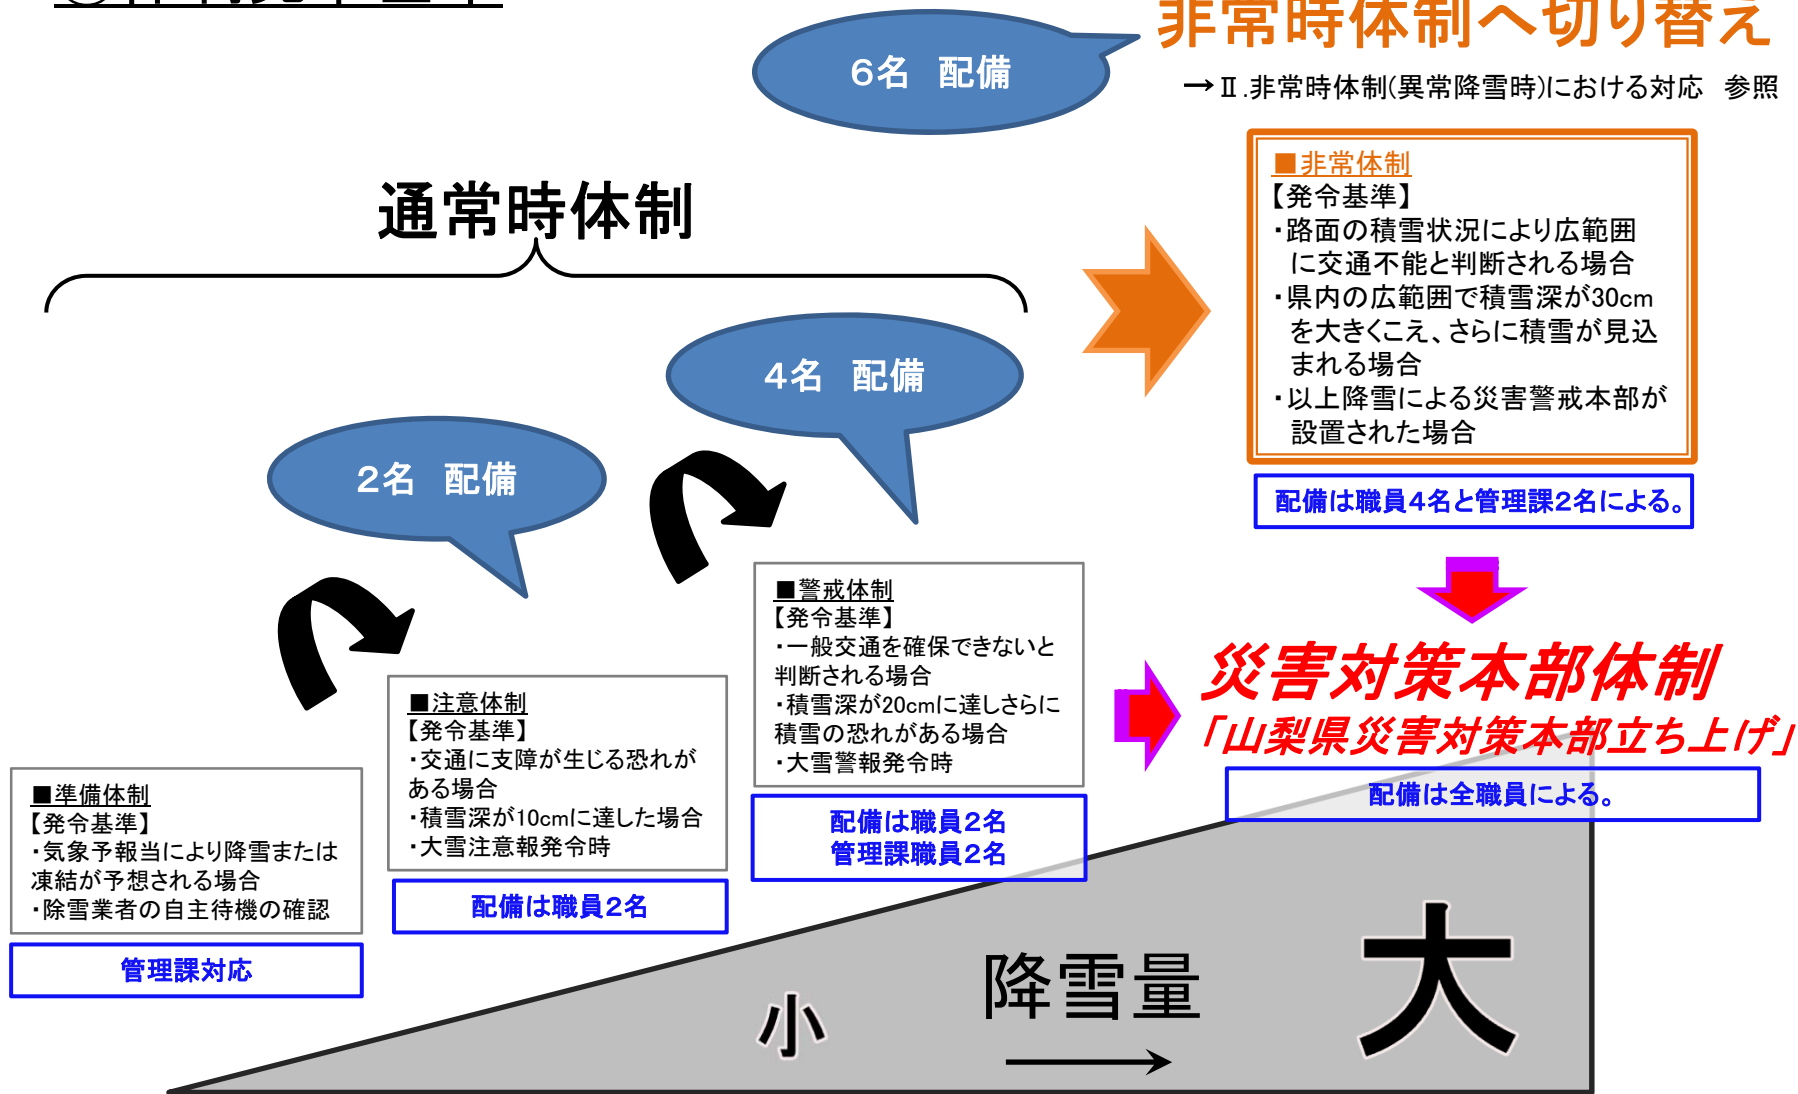 非常時体制へ切り替え
→Ⅱ.非常時体制(異常降雪時)における対応　参照
6名　配備
通常時体制
■非常体制
【発令基準】
・路面の積雪状況により広範囲
に交通不能と判断される場合
・県内の広範囲で積雪深が30cm
を大きくこえ、さらに積雪が見込
まれる場合
・以上降雪による災害警戒本部が
設置された場合
配備は職員4名と管理課2名による。
4名　配備
2名　配備
■警戒体制
【発令基準】
・一般交通を確保できないと
判断される場合
・積雪深が20cmに達しさらに
積雪の恐れがある場合
・大雪警報発令時
配備は職員2名
管理課職員2名
■注意体制
【発令基準】
・交通に支障が生じる恐れが
ある場合
・積雪深が10cmに達した場合
・大雪注意報発令時
配備は職員2名
■準備体制
【発令基準】
・気象予報当により降雪または
凍結が予想される場合
・除雪業者の自主待機の確認
管理課対応
災害対策本部体制
「山梨県災害対策本部立ち上げ」
配備は全職員による。
小
降雪量
→
大